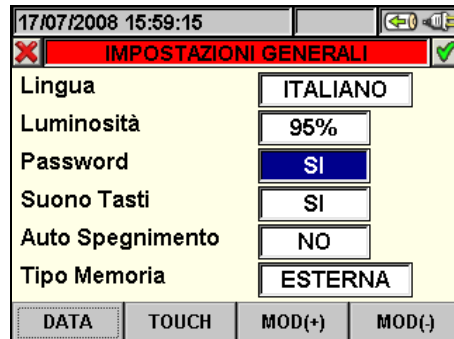 17/07/2008 15:59:15
IMPOSTAZIONI GENERALI
Lingua ITALIANO
Luminosità 95%
Password SI
Suono Tasti SI
Auto Spegnimento NO
Tipo Memoria ESTERNA
DATA TOUCH MOD(+) MOD(-)